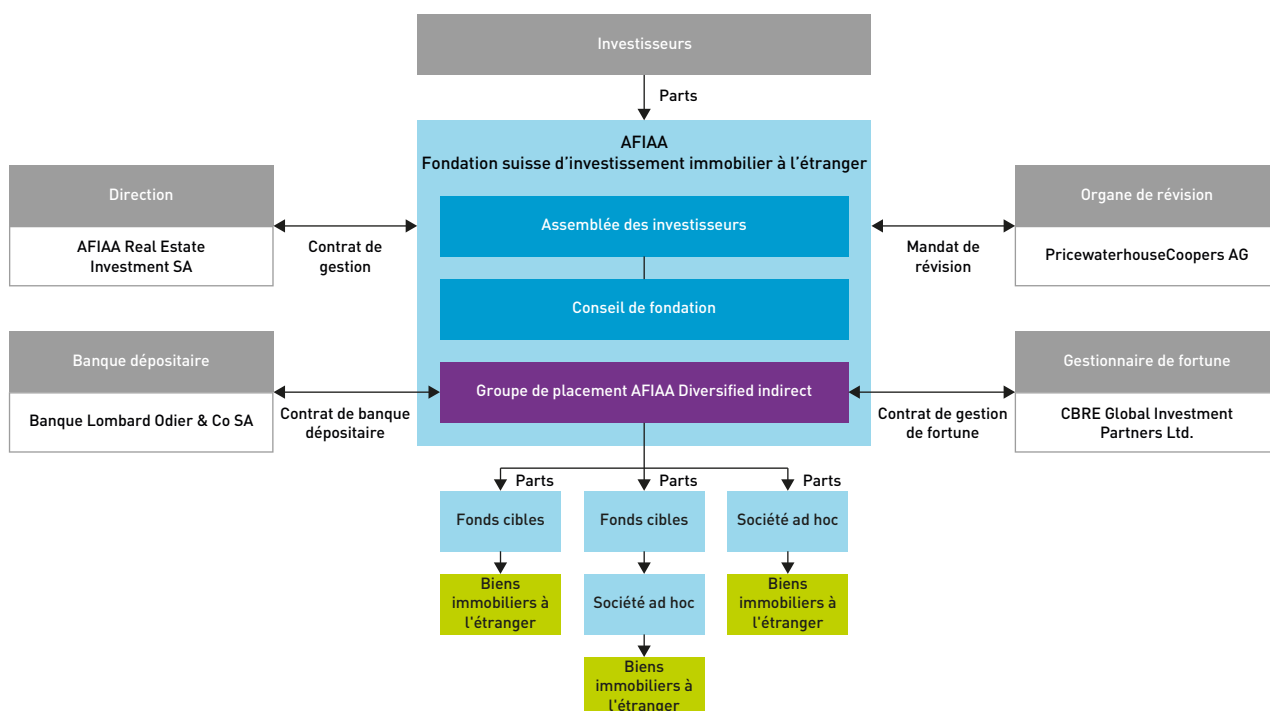 Investisseurs
Parts
AFIAA
Fondation suisse d'investissement immobilier à l'étranger
Direction
AFIAA Real Estate
Investment SA
Contrat de
gestion
Assemblée des investisseurs
Conseil de fondation
Mandat de
révision
Organe de révision
PricewaterhouseCoopers AG
Banque dépositaire
Banque Lombard Odier & Co SA
Contrat de banque
dépositaire
Groupe de placement AFIAA Diversified indirect
Contrat de gestion
de fortune
Gestionnaire de fortune
CBRE Global Investment
Partners Ltd.
Parts
Parts
Parts
Fonds cibles
Fonds cibles
Société ad hoc
Biens
immobiliers à
l'étranger
Société ad hoc
Biens
immobiliers à
l'étranger
Biens
immobiliers à
l'étranger